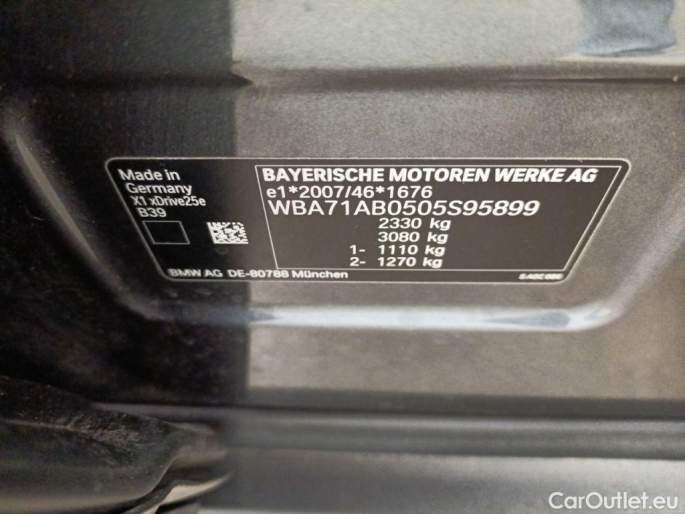 Made in
Germany
X1 xDrive25e
B39
BMW AG DE-80788 München
BAYERISCHE MOTOREN WERKE AG
e1*2007/46*1676
WBA71AB0505S95899
2330 kg
3080 kg
1- 1110 kg
2- 1270 kg
CarOutlet.eu